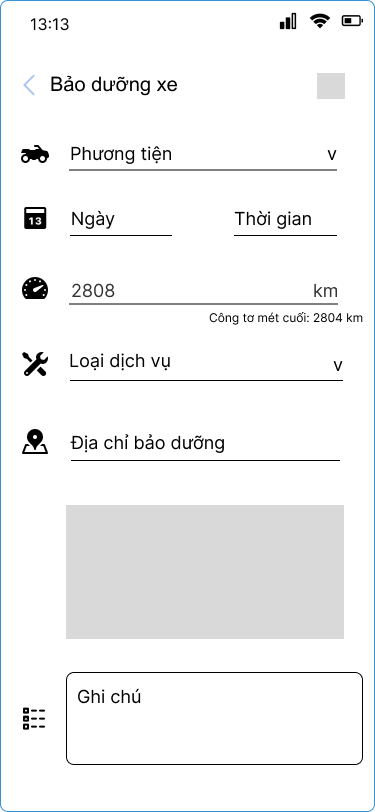 13:13
Bảo dưỡng xe
Phương tiện v
13 Ngày Thời gian
2808 km
Công tơ mét cuối: 2804 km
Loại dịch vụ v
Địa chỉ bảo dưỡng
Ghi chú